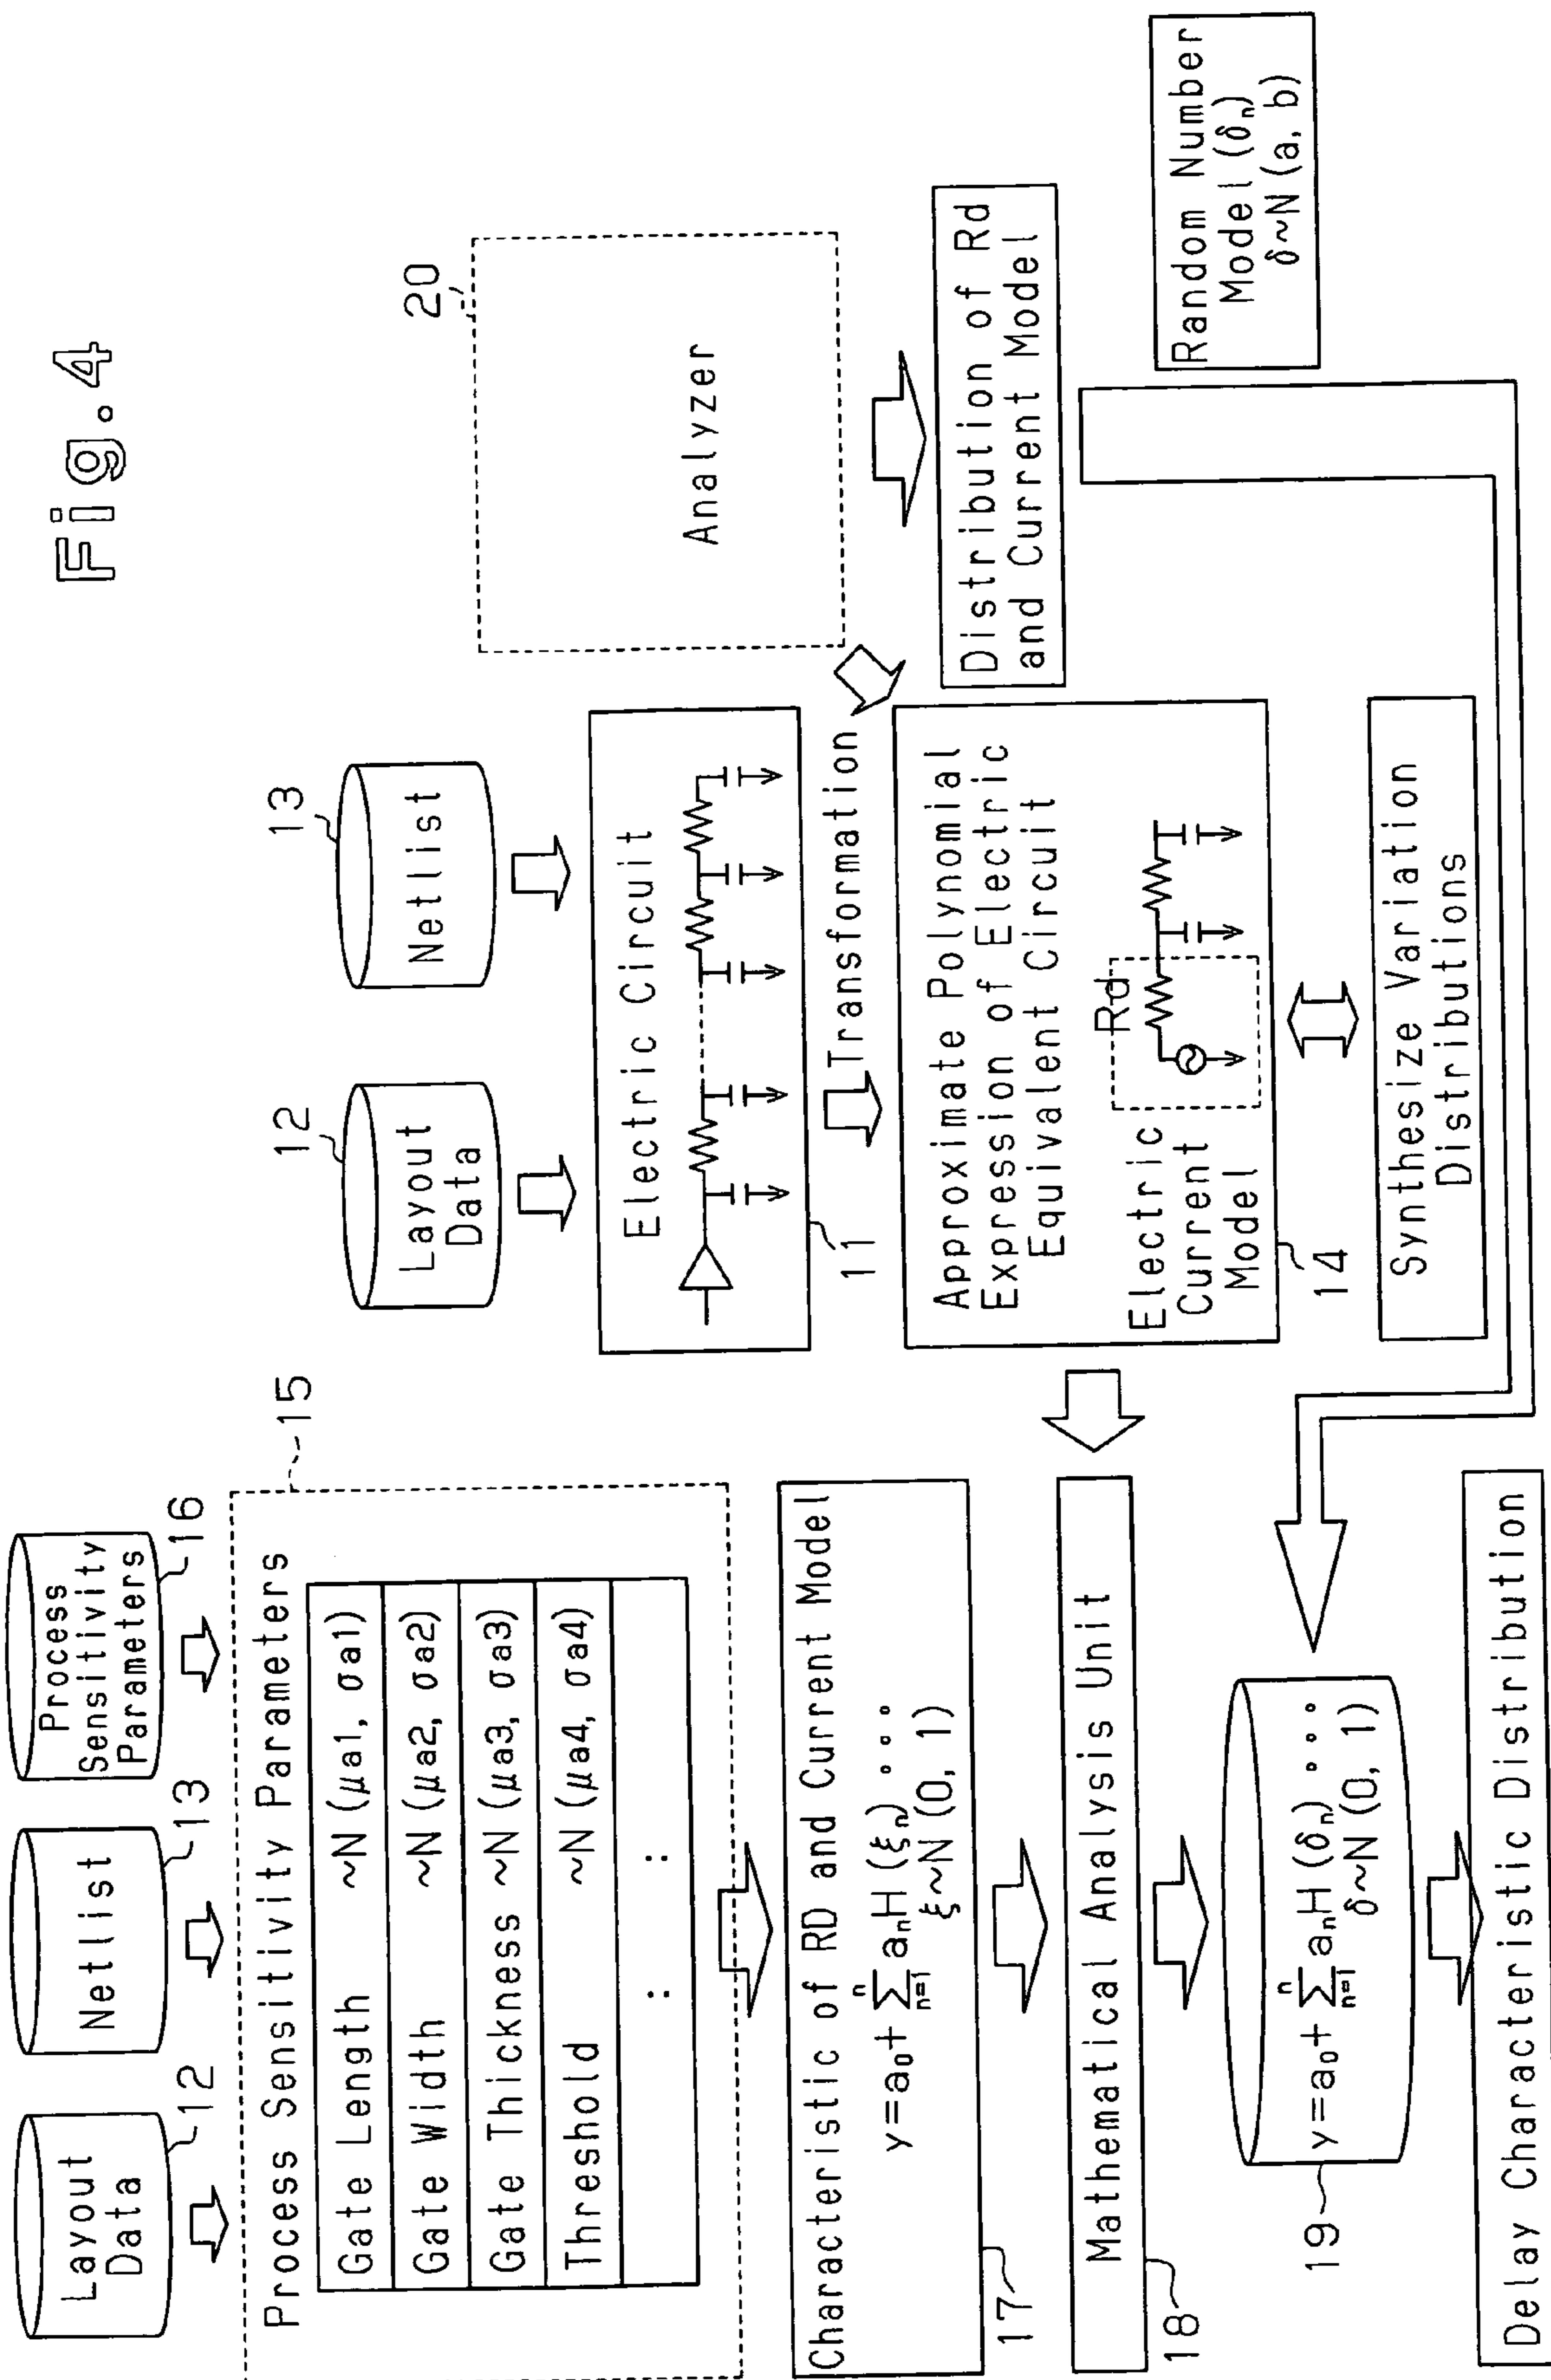 Fig.4
Layout
Data
12
Netlist
13
Process
Sensitivity
Parameters
16
Process Sensitivity Parameters
15
Gate Length ~N (μa1, σa1)
Gate Width ~N (μa2, σa2)
Gate Thickness ~N (μa3, σa3)
Threshold ~N (μa4, σa4)
: :
Characteristic of RD and Current Model
y=a₀+ n∑n=1 aₙH (ξₙ) ....
ξ~N (0, 1)
17
Mathematical Analysis Unit
18
y=a₀+ n∑n=1 aₙH (δₙ) ....
δ~N (0, 1)
19
Delay Characteristic Distribution
12
Layout
Data
13
Netlist
Electric Circuit
11
Transformation
Approximate Polynomial
Expression of Electric
Equivalent Circuit
Rd
Electric
Current
Model
14
Synthesize Variation
Distributions
20
Analyzer
Distribution of Rd
and Current Model
Random Number
Model (δₙ)
δ~N (a, b)